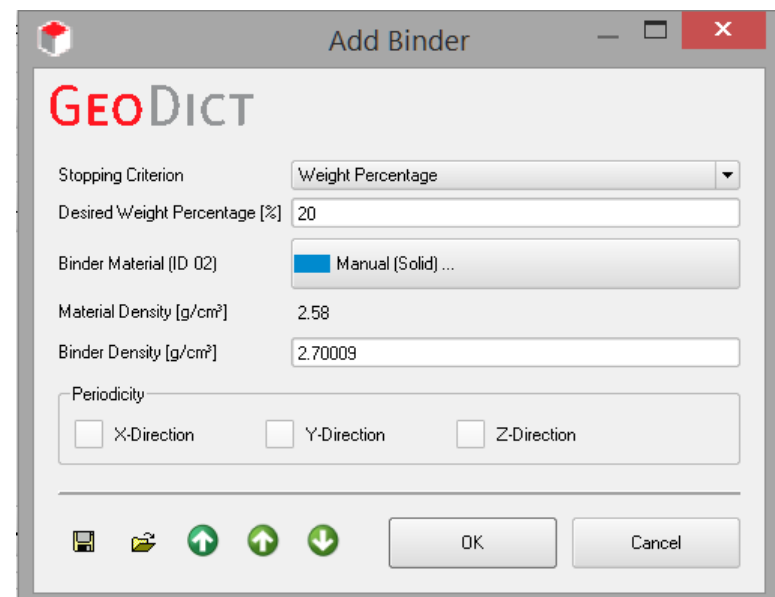 Add Binder
GEODICT
Stopping Criterion Weight Percentage
Desired Weight Percentage [%] 20
Binder Material (ID 02) Manual (Solid) ...
Material Density [g/cm³] 2.58
Binder Density [g/cm³] 2.70009
Periodicity
X-Direction Y-Direction Z-Direction
OK Cancel